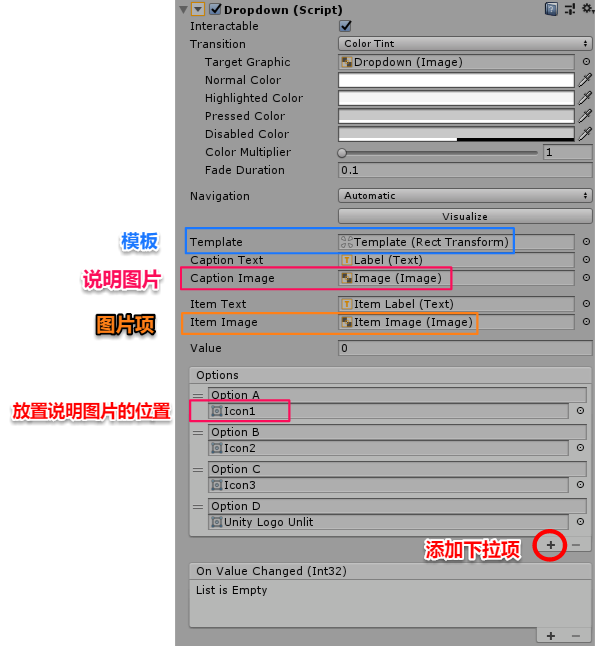 Dropdown (Script)
Interactable
Transition Color Tint
Target Graphic Dropdown (Image)
Normal Color
Highlighted Color
Pressed Color
Disabled Color
Color Multiplier 1
Fade Duration 0.1
Navigation Automatic
Visualize
模板 Template Template (Rect Transform)
Caption Text Label (Text)
说明图片 Caption Image Image (Image)
Item Text Item Label (Text)
图片项 Item Image Item Image (Image)
Value 0
Options
Option A
放置说明图片的位置 Icon1
Option B
Icon2
Option C
Icon3
Option D
Unity Logo Unlit
添加下拉项
On Value Changed (Int32)
List is Empty